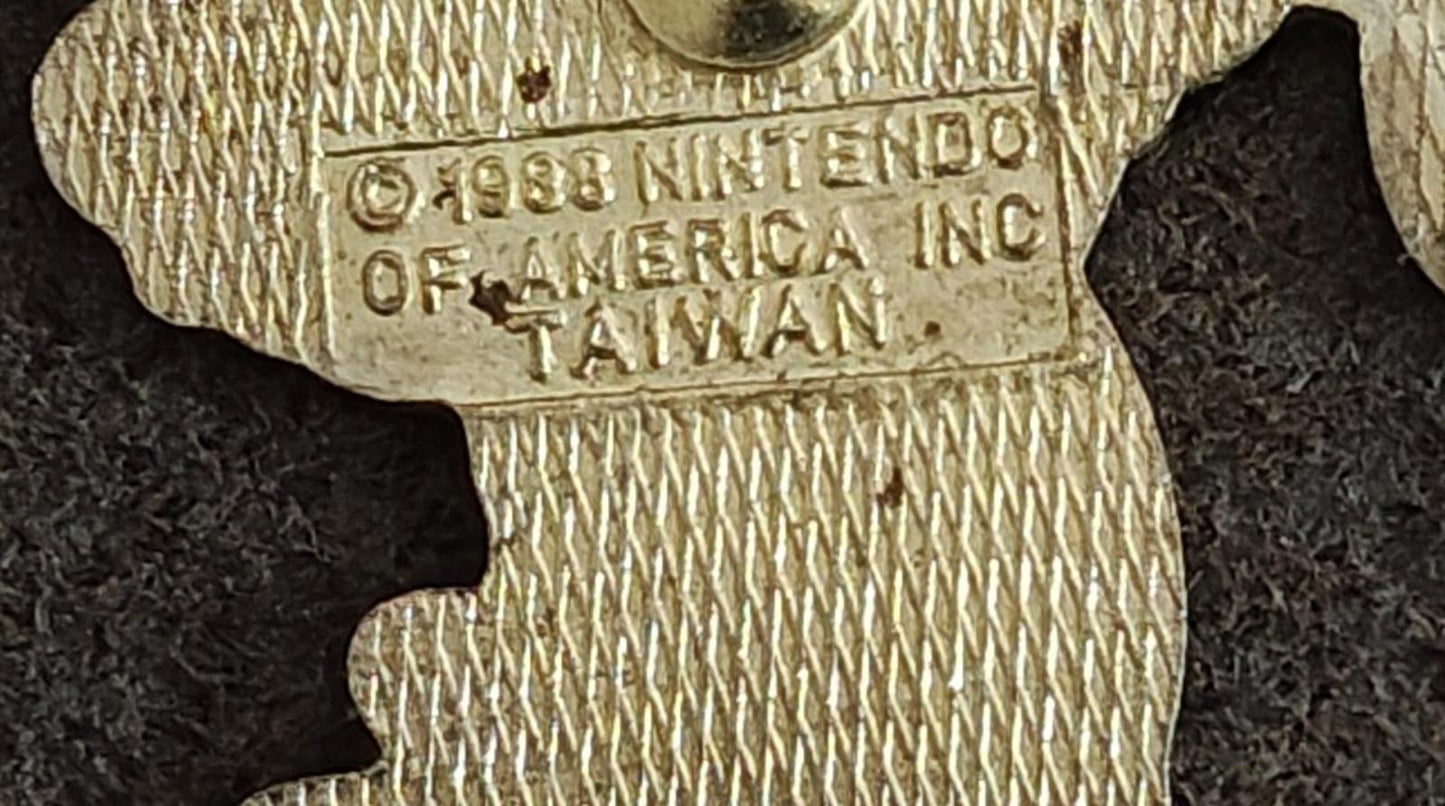 © 1988 NINTENDO
OF AMERICA INC
TAIWAN